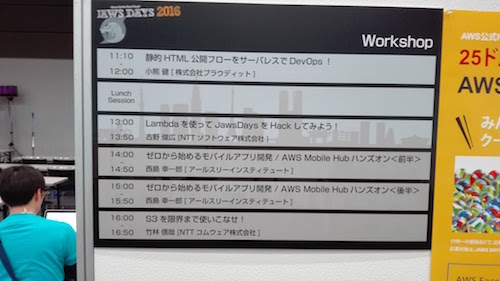 JAWS DAYS 2016
Workshop
11:10
-
12:00
静的 HTML 公開フローをサーバレスで DevOps !
小熊 健 [ 株式会社プラウディット ]
Lunch
Session
13:00
-
13:50
Lambda を使って JawsDays を Hack してみよう!
[NTT ソフトウェア株式会社 ]
14:00
-
14:50
ゼロから始めるモバイルアプリ開発 / AWS Mobile Hub ハンズオン<前半>
西島 幸一郎 [ アールスリーインスティテュート ]
15:00
-
15:50
ゼロから始めるモバイルアプリ開発 / AWS Mobile Hub ハンズオン<後半>
西島 幸一郎 [ アールスリーインスティテュート ]
16:00
-
16:50
S3 を限界まで使いこなせ!
竹林 信哉 [NTT コムウェア株式会社 ]
AWS公式
25ド
AWS
みん
クー